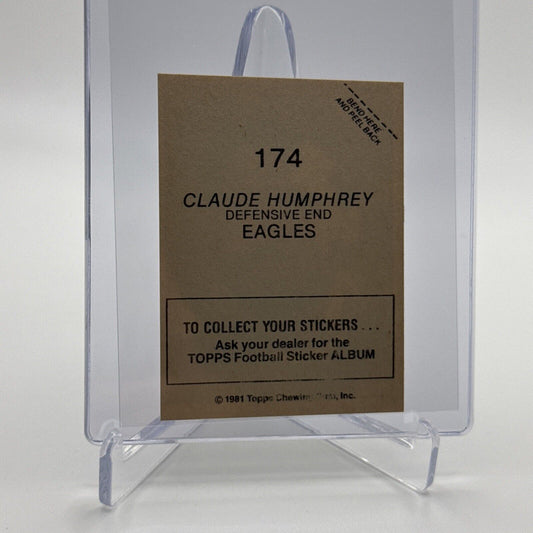 BEND HERE
AND PEEL BACK
174
CLAUDE HUMPHREY
DEFENSIVE END
EAGLES
TO COLLECT YOUR STICKERS...
Ask your dealer for the
TOPPS Football Sticker ALBUM
© 1981 Topps Chewing Gum, Inc.